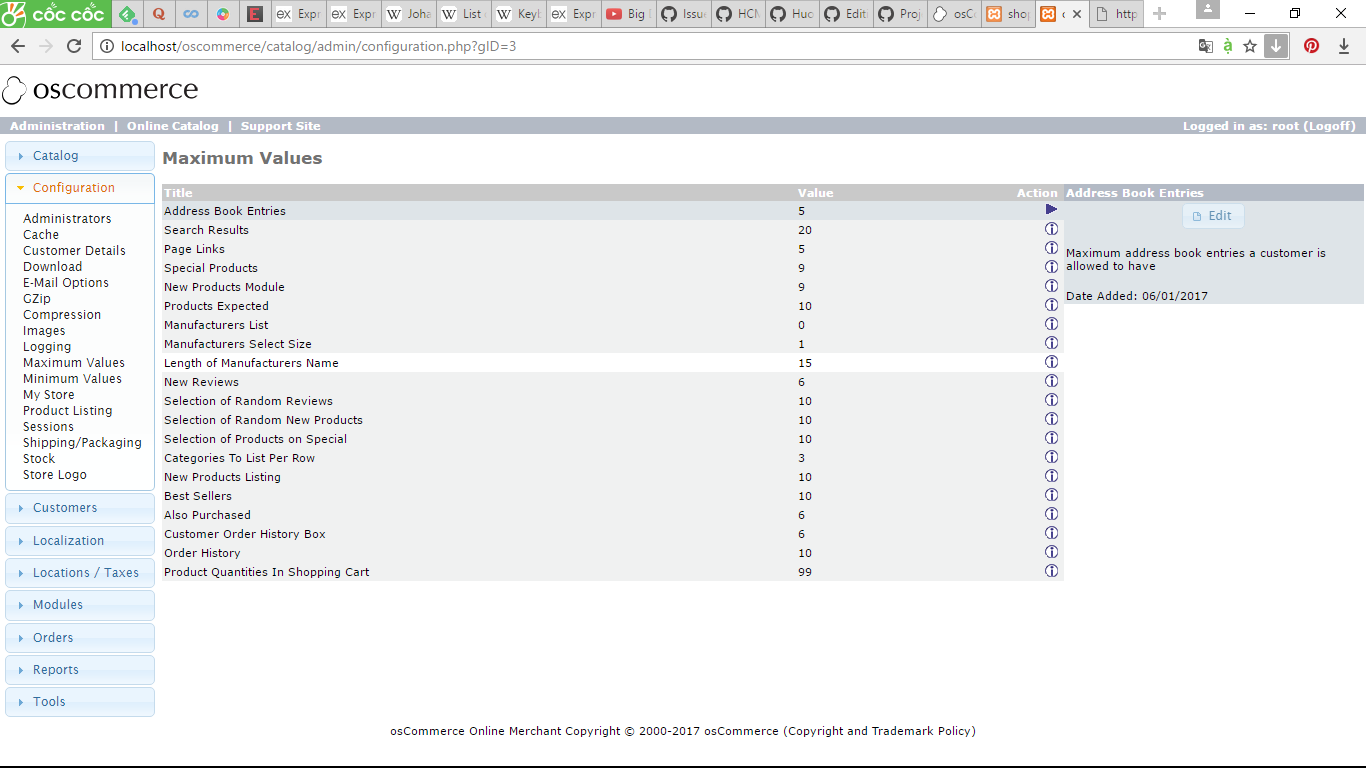 CỐC CỐC Expr Expr Joha List Keyb Expr Big Issue HCM Huo Edit Proj osC shop http
localhost/oscommerce/catalog/admin/configuration.php?gID=3
oscommerce
Administration | Online Catalog | Support Site Logged in as: root (Logoff)
Catalog
Configuration
Administrators
Cache
Customer Details
Download
E-Mail Options
GZip
Compression
Images
Logging
Maximum Values
Minimum Values
My Store
Product Listing
Sessions
Shipping/Packaging
Stock
Store Logo
Customers
Localization
Locations / Taxes
Modules
Orders
Reports
Tools
Maximum Values
Title Value Action
Address Book Entries 5
Search Results 20
Page Links 5
Special Products 9
New Products Module 9
Products Expected 10
Manufacturers List 0
Manufacturers Select Size 1
Length of Manufacturers Name 15
New Reviews 6
Selection of Random Reviews 10
Selection of Random New Products 10
Selection of Products on Special 10
Categories To List Per Row 3
New Products Listing 10
Best Sellers 10
Also Purchased 6
Customer Order History Box 6
Order History 10
Product Quantities In Shopping Cart 99
Address Book Entries
Edit
Maximum address book entries a customer is
allowed to have
Date Added: 06/01/2017
osCommerce Online Merchant Copyright © 2000-2017 osCommerce (Copyright and Trademark Policy)